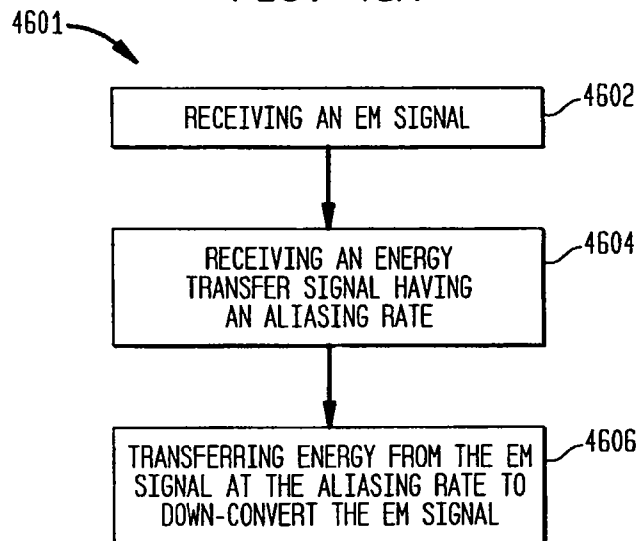 4601
RECEIVING AN EM SIGNAL
4602
RECEIVING AN ENERGY
TRANSFER SIGNAL HAVING
AN ALIASING RATE
4604
TRANSFERRING ENERGY FROM THE EM
SIGNAL AT THE ALIASING RATE TO
DOWN-CONVERT THE EM SIGNAL
4606